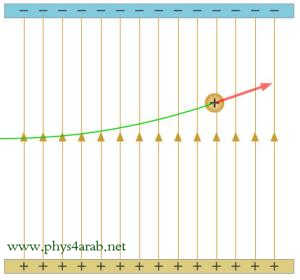 − − − − − − − − − − − − − −
+
www.phys4arab.net
+ + + + + + + + + + + + + +